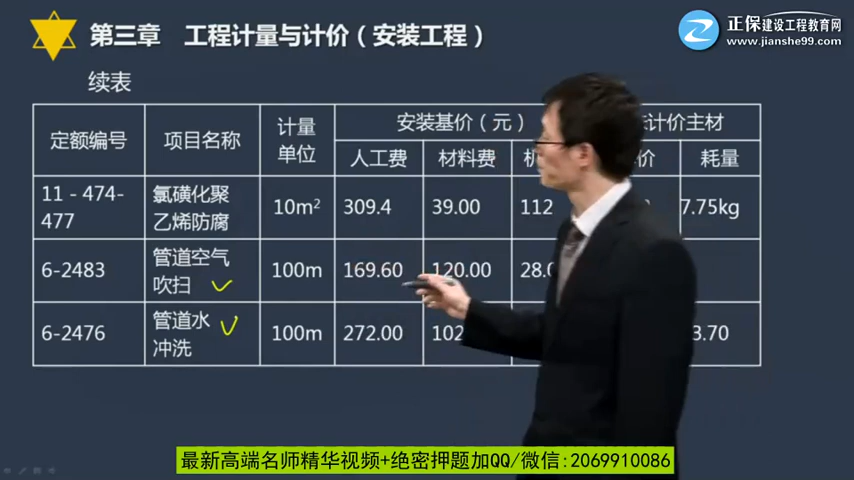 第三章 工程计量与计价（安装工程）
正保建设工程教育网
www.jianshe99.com
续表
定额编号 项目名称 计量单位 安装基价（元） 计价主材
人工费 材料费 价 耗量
11－474-477 氯磺化聚乙烯防腐 10m² 309.4 39.00 112 7.75kg
6-2483 管道空气吹扫 100m 169.60 120.00 28.0
6-2476 管道水冲洗 100m 272.00 102 3.70
最新高端名师精华视频+绝密押题加QQ/微信:2069910086